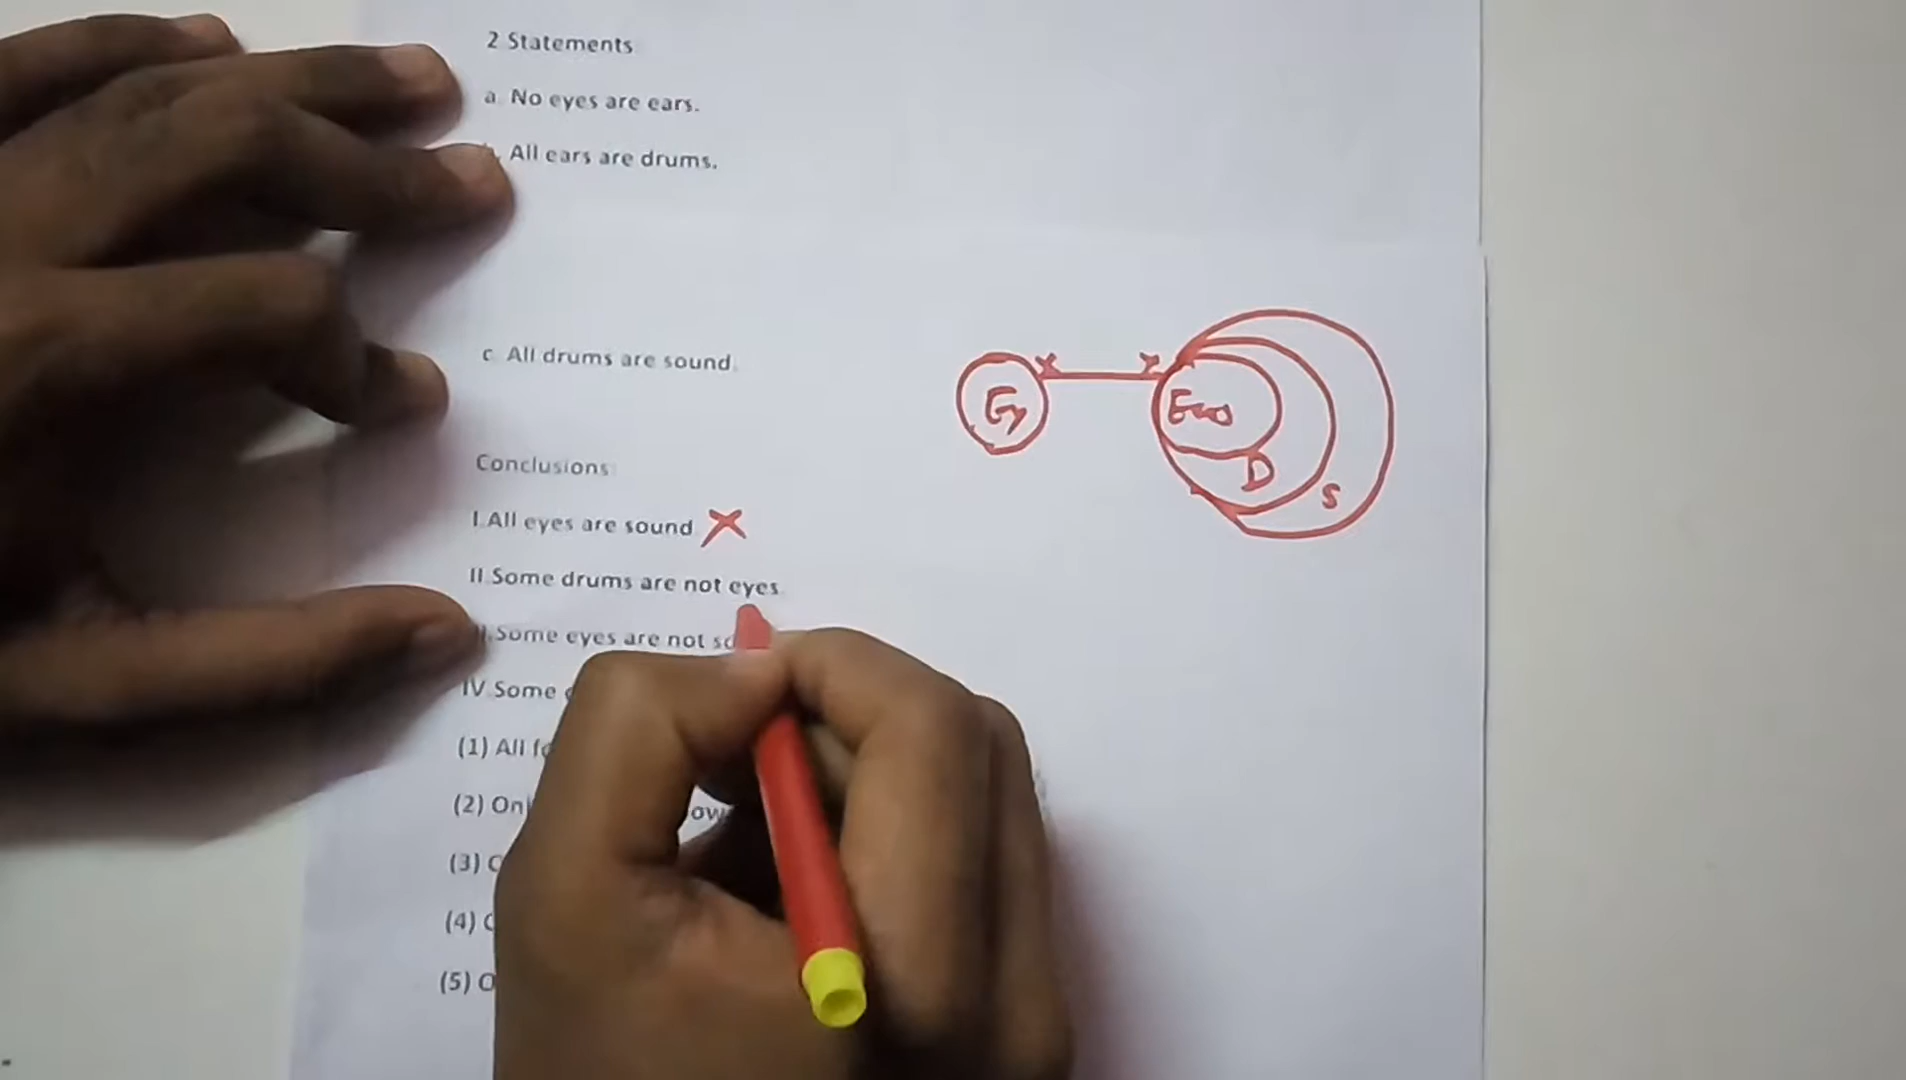 2 Statements
a. No eyes are ears.
All ears are drums.
c. All drums are sound.
Ey
Ears
D
S
Conclusions
I.All eyes are sound X
II.Some drums are not eyes.
Some eyes are not
IV.Some
(1) All
(2)
(3)
(4)
(5)